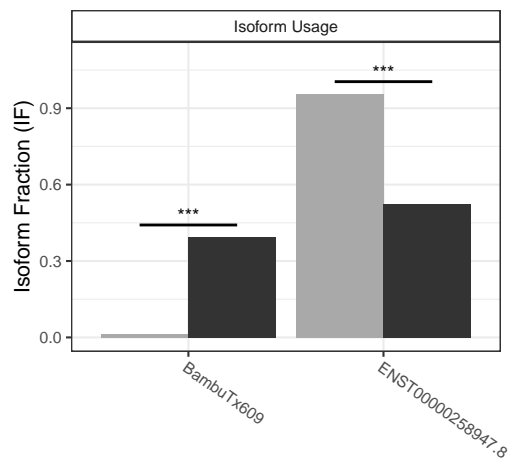 Isoform Usage
***
***
Isoform Fraction (IF)
0.9
0.6
0.3
0.0
BambuTx609
ENST00000258947.8